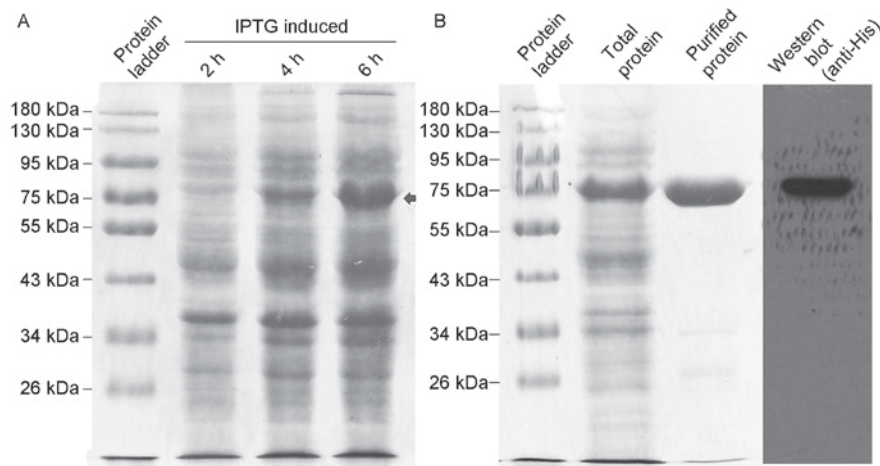 A
IPTG induced
Protein
ladder
2 h
4 h
6 h
180 kDa
130 kDa
95 kDa
75 kDa
55 kDa
43 kDa
34 kDa
26 kDa
B
Protein
ladder
Total
protein
Purified
protein
Western
blot
(anti-His)
180 kDa
130 kDa
95 kDa
75 kDa
55 kDa
43 kDa
34 kDa
26 kDa